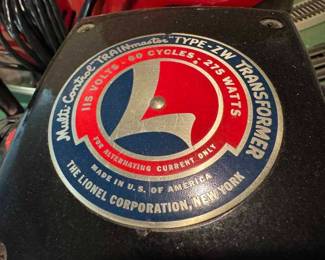 Multi-Control "TRAINmaster" TYPE-ZW TRANSFORMER
115 VOLTS - 60 CYCLES; 275 WATTS
L
FOR ALTERNATING CURRENT ONLY
MADE IN U.S. OF AMERICA
THE LIONEL CORPORATION, NEW YORK